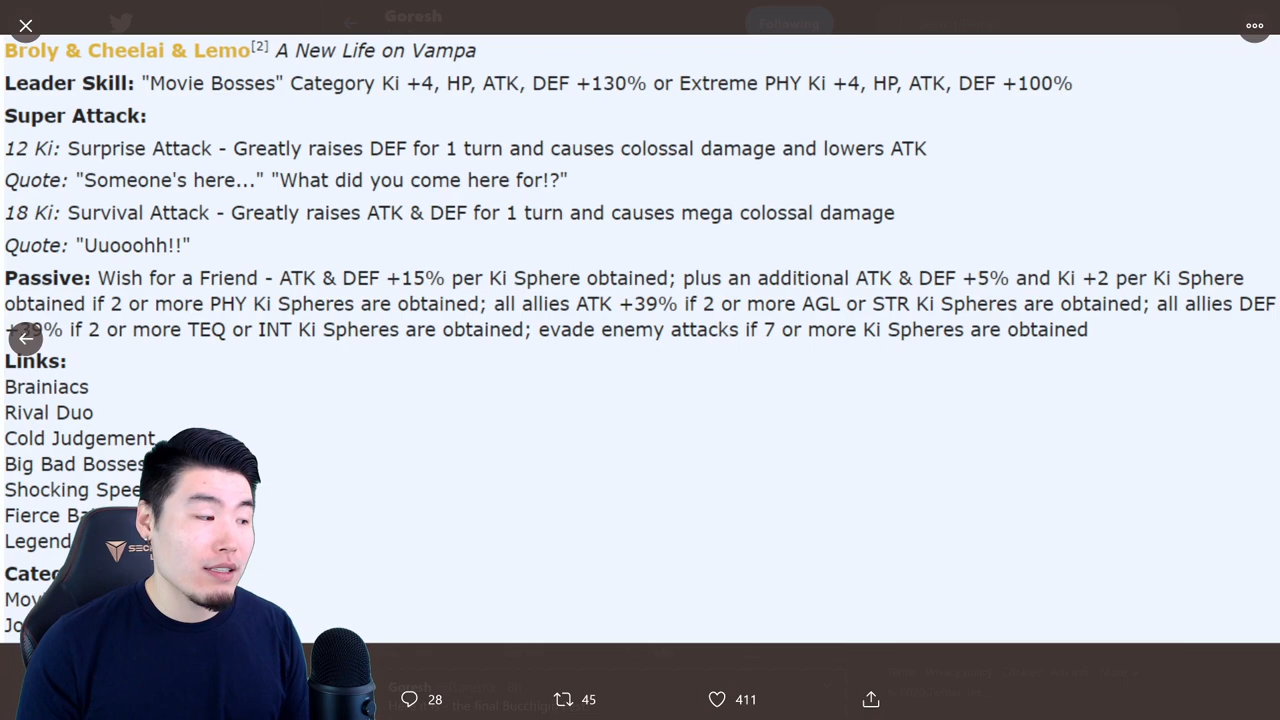 Goresh
Following
Broly & Cheelai & Lemo[2] A New Life on Vampa
Leader Skill: "Movie Bosses" Category Ki +4, HP, ATK, DEF +130% or Extreme PHY Ki +4, HP, ATK, DEF +100%
Super Attack:
12 Ki: Surprise Attack - Greatly raises DEF for 1 turn and causes colossal damage and lowers ATK
Quote: "Someone's here..." "What did you come here for!?"
18 Ki: Survival Attack - Greatly raises ATK & DEF for 1 turn and causes mega colossal damage
Quote: "Uuooohh!!"
Passive: Wish for a Friend - ATK & DEF +15% per Ki Sphere obtained; plus an additional ATK & DEF +5% and Ki +2 per Ki Sphere
obtained if 2 or more PHY Ki Spheres are obtained; all allies ATK +39% if 2 or more AGL or STR Ki Spheres are obtained; all allies DEF
+39% if 2 or more TEQ or INT Ki Spheres are obtained; evade enemy attacks if 7 or more Ki Spheres are obtained
Links:
Brainiacs
Rival Duo
Cold Judgement
Big Bad Bosses
Shocking Spee
Fierce Ba
Legend
Categ
Mov
Jo
Goresh
28
45
411